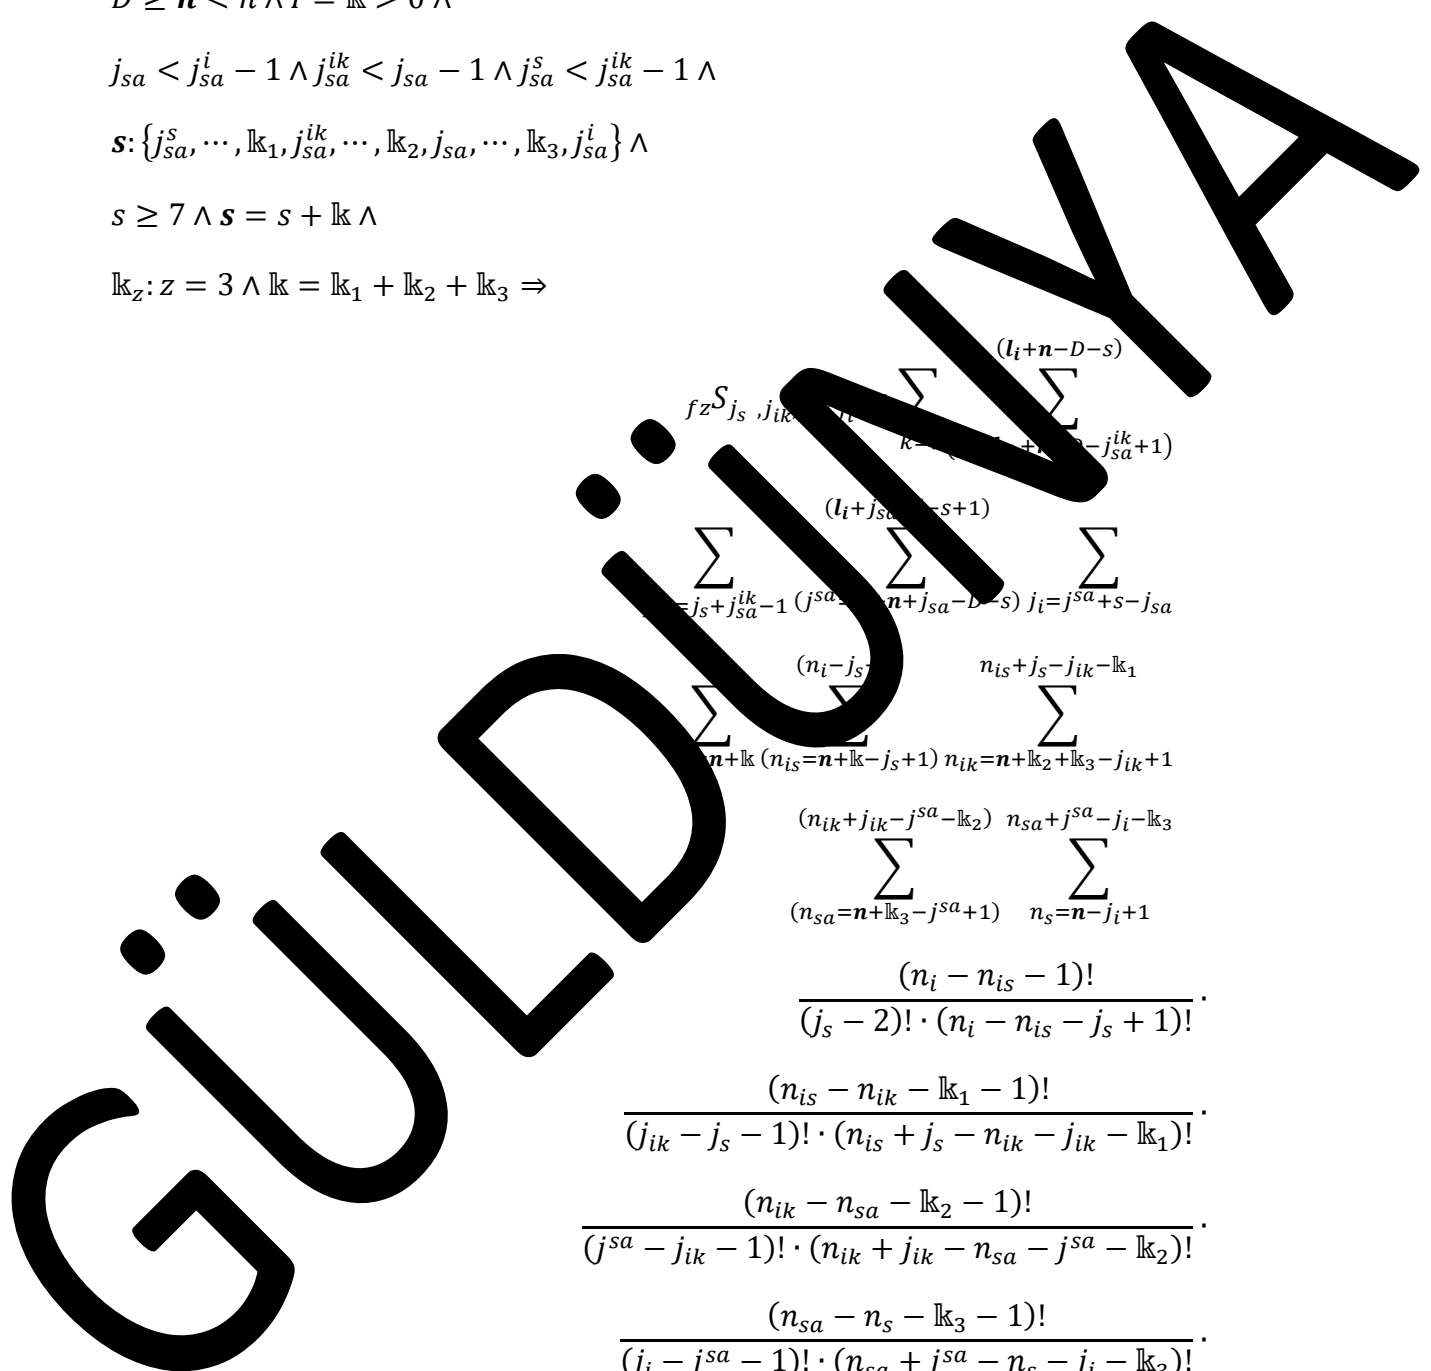 j_{sa} < j_{sa}^{i} − 1 ∧ j_{sa}^{ik} < j_{sa} − 1 ∧ j_{sa}^{s} < j_{sa}^{ik} − 1 ∧
s: {j_{sa}^{s}, ⋯ , 𝕜_1, j_{sa}^{ik}, ⋯ , 𝕜_2, j_{sa}, ⋯ , 𝕜_3, j_{sa}^{i}} ∧
s ≥ 7 ∧ s = s + 𝕜 ∧
𝕜_z: z = 3 ∧ 𝕜 = 𝕜_1 + 𝕜_2 + 𝕜_3 ⇒
(l_i+n−D−s)
_{fz}S_{j_s ,j_{ik}} ∑ ∑
−j_{sa}^{ik}+1)
∑ ∑ ∑
=j_s+j_{sa}^{ik}−1 n+j_{sa}−D−s) j_i=j^{sa}+s−j_{sa}
n_{is}+j_s−j_{ik}−𝕜_1
∑ ∑ ∑
n+𝕜 (n_{is}=n+𝕜−j_s+1) n_{ik}=n+𝕜_2+𝕜_3−j_{ik}+1
(n_{ik}+j_{ik}−j^{sa}−𝕜_2) n_{sa}+j^{sa}−j_i−𝕜_3
∑ ∑
(n_{sa}=n+𝕜_3−j^{sa}+1) n_s=n−j_i+1
(n_i − n_{is} − 1)!
(j_s − 2)! ⋅ (n_i − n_{is} − j_s + 1)! ⋅
(n_{is} − n_{ik} − 𝕜_1 − 1)!
(j_{ik} − j_s − 1)! ⋅ (n_{is} + j_s − n_{ik} − j_{ik} − 𝕜_1)! ⋅
(n_{ik} − n_{sa} − 𝕜_2 − 1)!
(j^{sa} − j_{ik} − 1)! ⋅ (n_{ik} + j_{ik} − n_{sa} − j^{sa} − 𝕜_2)! ⋅
(n_{sa} − n_s − 𝕜_3 − 1)!
(j_i − j^{sa} − 1)! ⋅ (n_{sa} + j^{sa} − n_s − j_i − 𝕜_3)! ⋅
GÜLDÜNYA